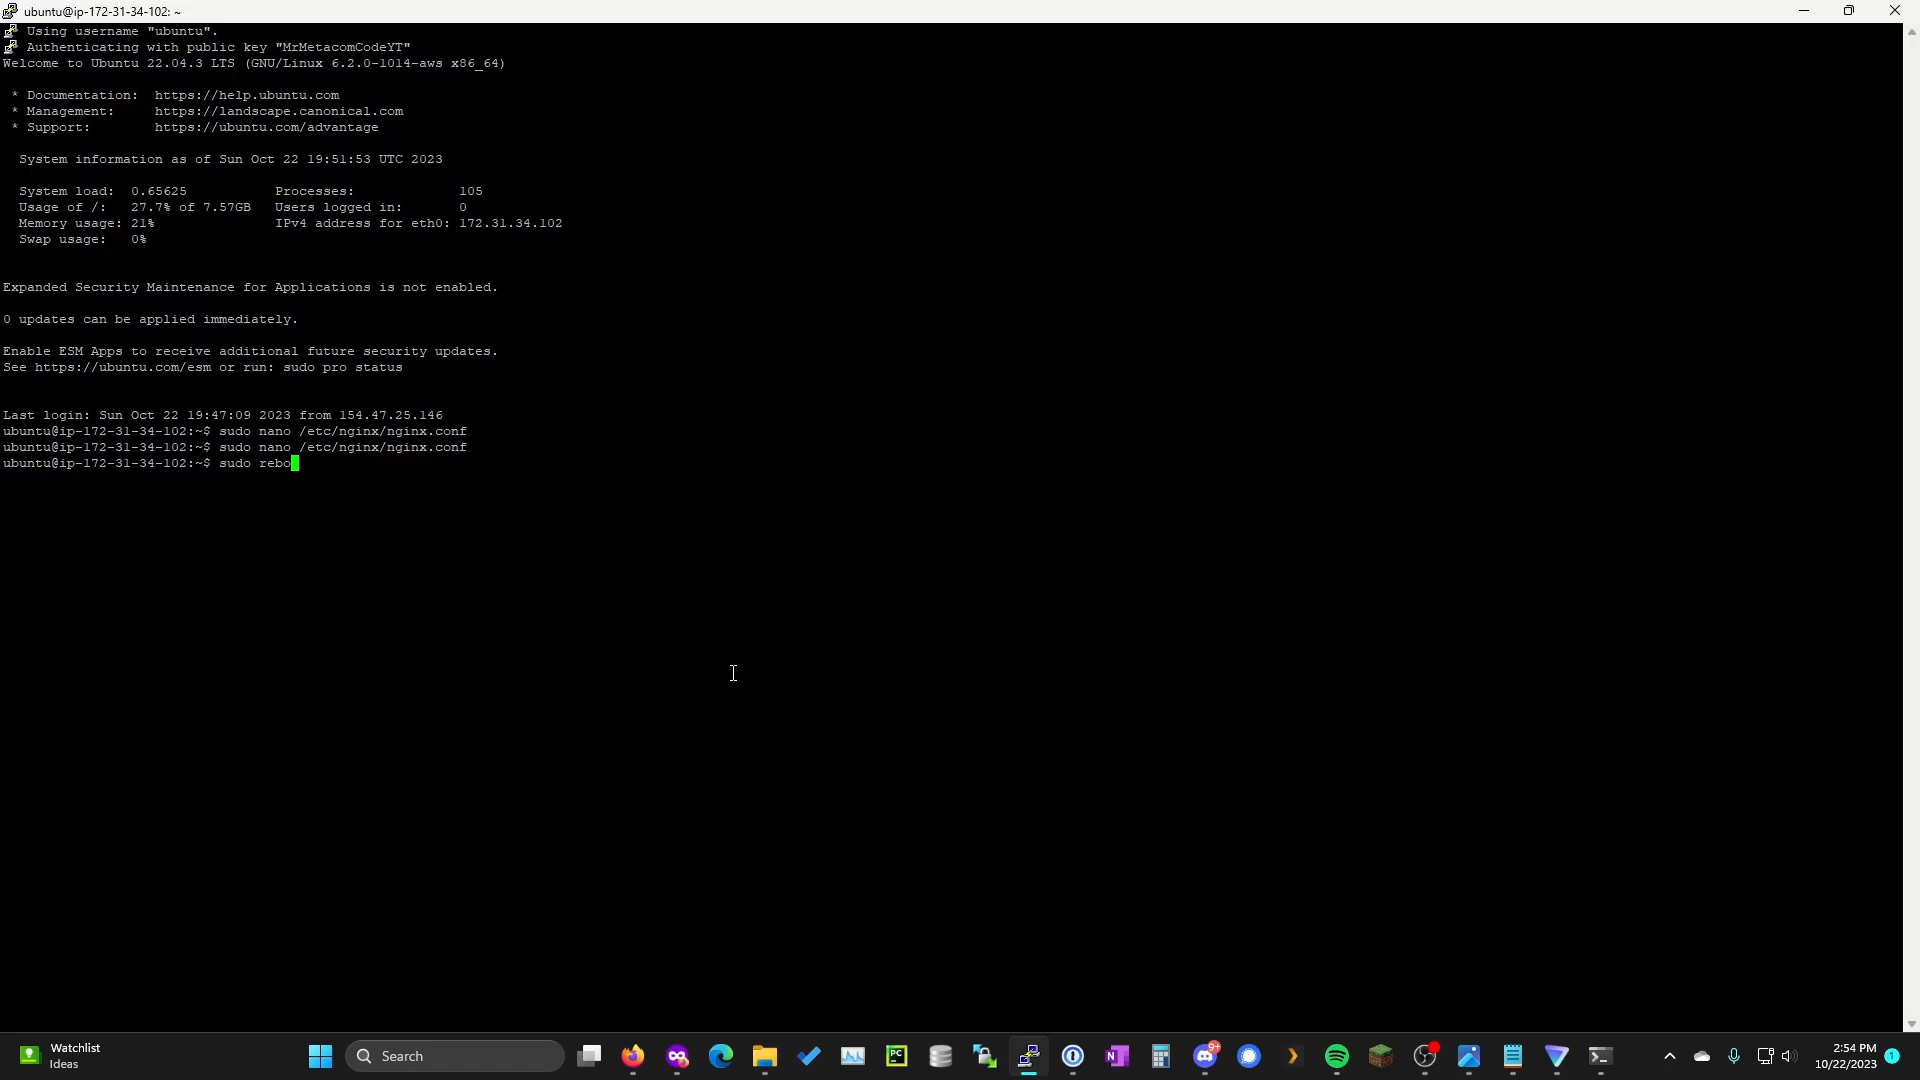 ubuntu@ip-172-31-34-102: ~
Using username "ubuntu".
Authenticating with public key "MrMetacomCodeYT"
Welcome to Ubuntu 22.04.3 LTS (GNU/Linux 6.2.0-1014-aws x86_64)
* Documentation:  https://help.ubuntu.com
* Management:     https://landscape.canonical.com
* Support:        https://ubuntu.com/advantage
System information as of Sun Oct 22 19:51:53 UTC 2023
System load:  0.65625           Processes:             105
Usage of /:   27.7% of 7.57GB   Users logged in:       0
Memory usage: 21%               IPv4 address for eth0: 172.31.34.102
Swap usage:   0%
Expanded Security Maintenance for Applications is not enabled.
0 updates can be applied immediately.
Enable ESM Apps to receive additional future security updates.
See https://ubuntu.com/esm or run: sudo pro status
Last login: Sun Oct 22 19:47:09 2023 from 154.47.25.146
ubuntu@ip-172-31-34-102:~$ sudo nano /etc/nginx/nginx.conf
ubuntu@ip-172-31-34-102:~$ sudo nano /etc/nginx/nginx.conf
ubuntu@ip-172-31-34-102:~$ sudo rebo
Watchlist
Ideas
Search
PC
N
9+
2:54 PM
10/22/2023
1